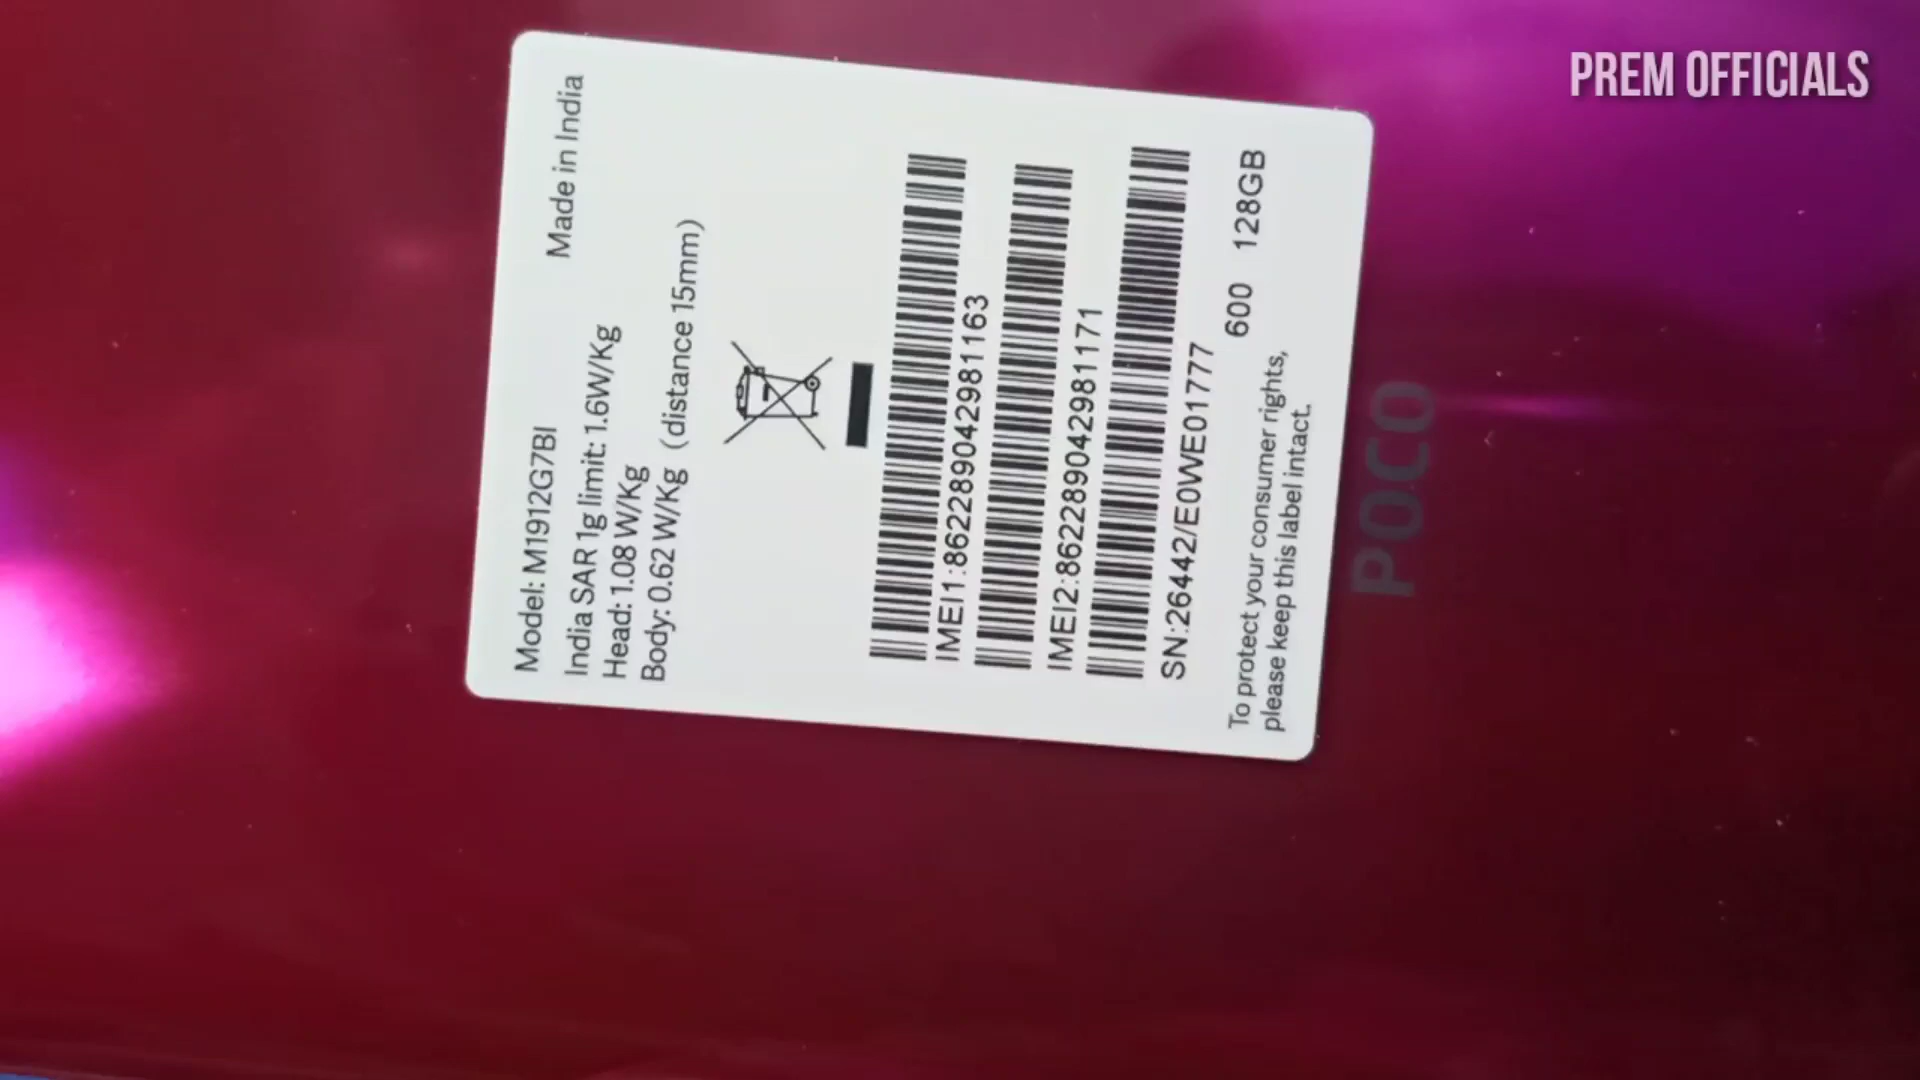 PREM OFFICIALS
Model: M1912G7BI Made in India
India SAR 1g limit: 1.6W/Kg
Head: 1.08 W/Kg
Body: 0.62 W/Kg (distance 15mm)
IMEI1:862289042981163
IMEI2:862289042981171
SN:26442/E0WE01777
600 128GB
To protect your consumer rights,
please keep this label intact.
POCO